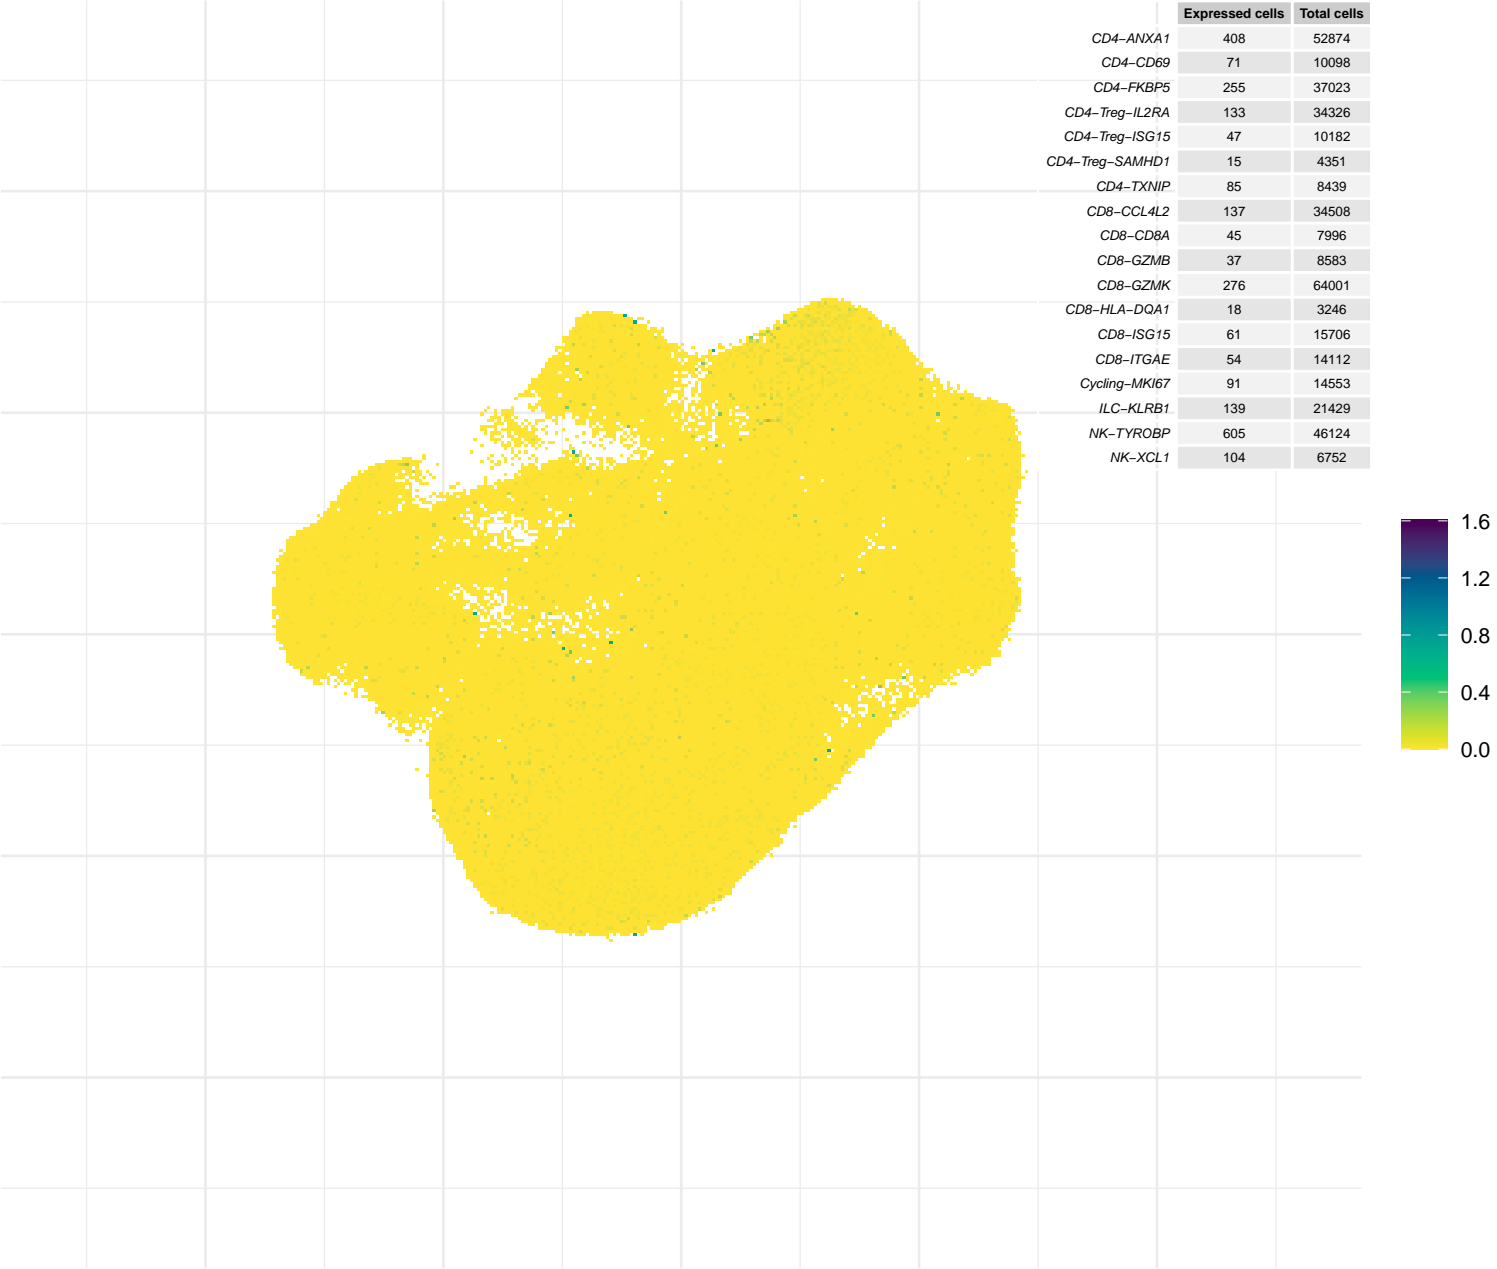 Expressed cells Total cells
CD4−ANXA1 408 52874
CD4−CD69 71 10098
CD4−FKBP5 255 37023
CD4−Treg−IL2RA 133 34326
CD4−Treg−ISG15 47 10182
CD4−Treg−SAMHD1 15 4351
CD4−TXNIP 85 8439
CD8−CCL4L2 137 34508
CD8−CD8A 45 7996
CD8−GZMB 37 8583
CD8−GZMK 276 64001
CD8−HLA−DQA1 18 3246
CD8−ISG15 61 15706
CD8−ITGAE 54 14112
Cycling−MKI67 91 14553
ILC−KLRB1 139 21429
NK−TYROBP 605 46124
NK−XCL1 104 6752
1.6
1.2
0.8
0.4
0.0